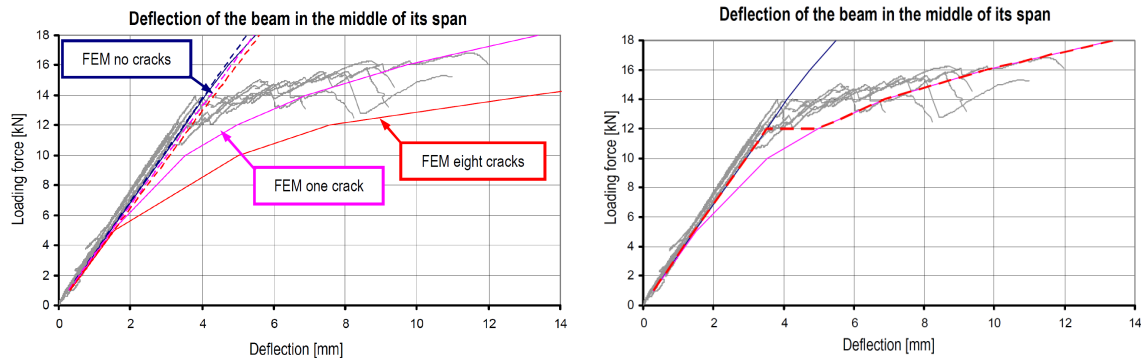 Deflection of the beam in the middle of its span
18
16
14
12
10
8
6
4
2
0
Loading force [kN]
FEM no cracks
FEM one crack
FEM eight cracks
0 2 4 6 8 10 12 14
Deflection [mm]
Deflection of the beam in the middle of its span
18
16
14
12
10
8
6
4
2
0
Loading force [kN]
0 2 4 6 8 10 12 14
Deflection [mm]